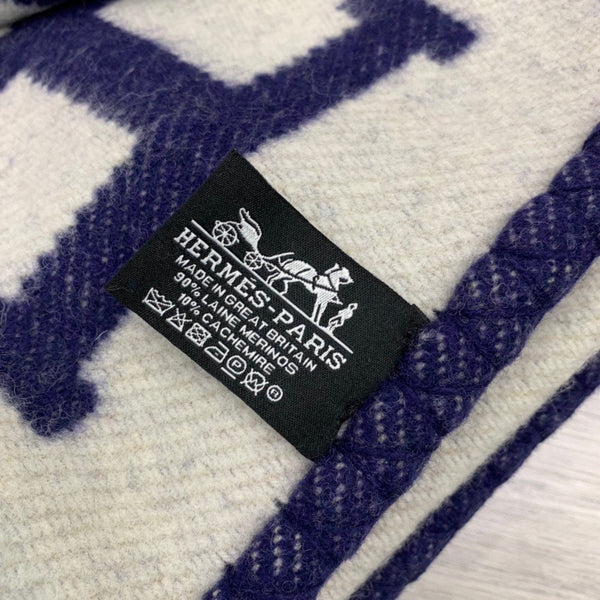 HERMES-PARIS
MADE IN GREAT BRITAIN
90% LAINE MERINOS
10% CACHEMIRE